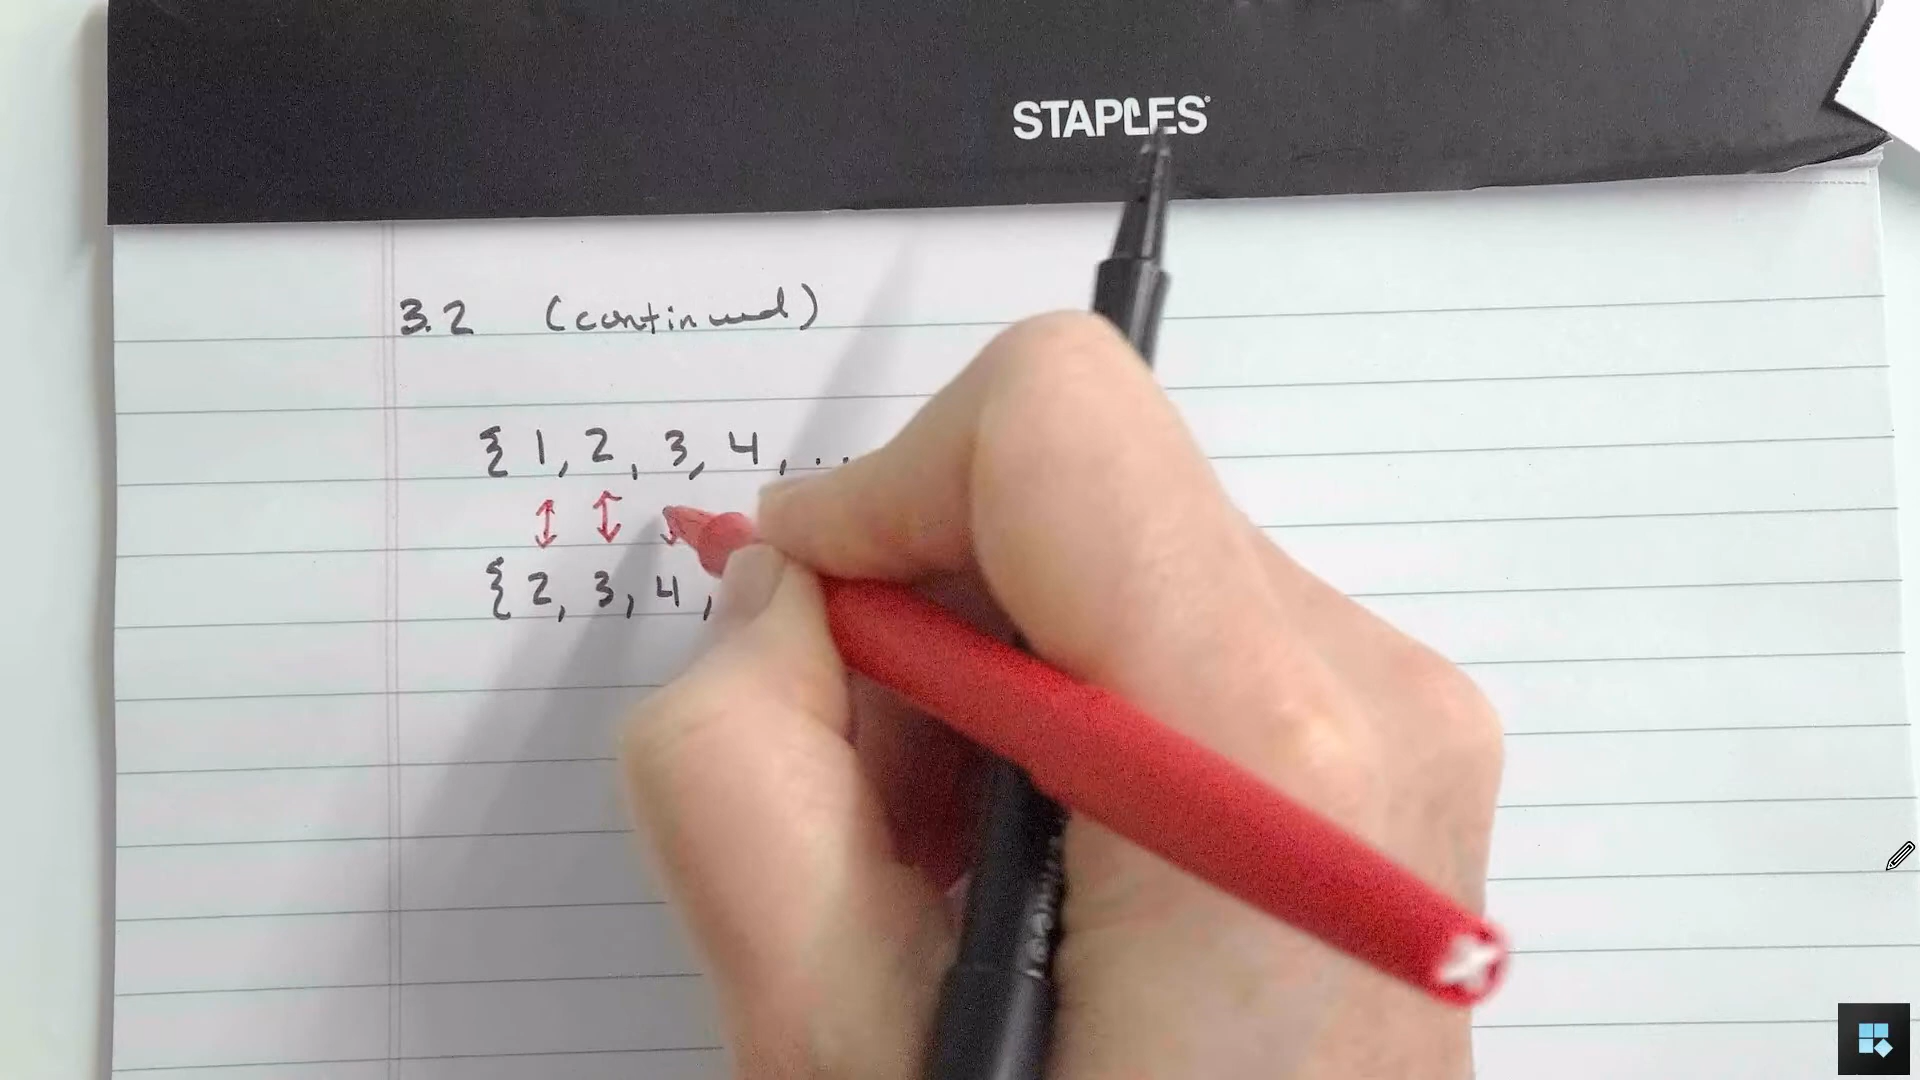 STAPLES
3.2 (continued)
{ 1, 2, 3, 4, ..
{ 2, 3, 4,